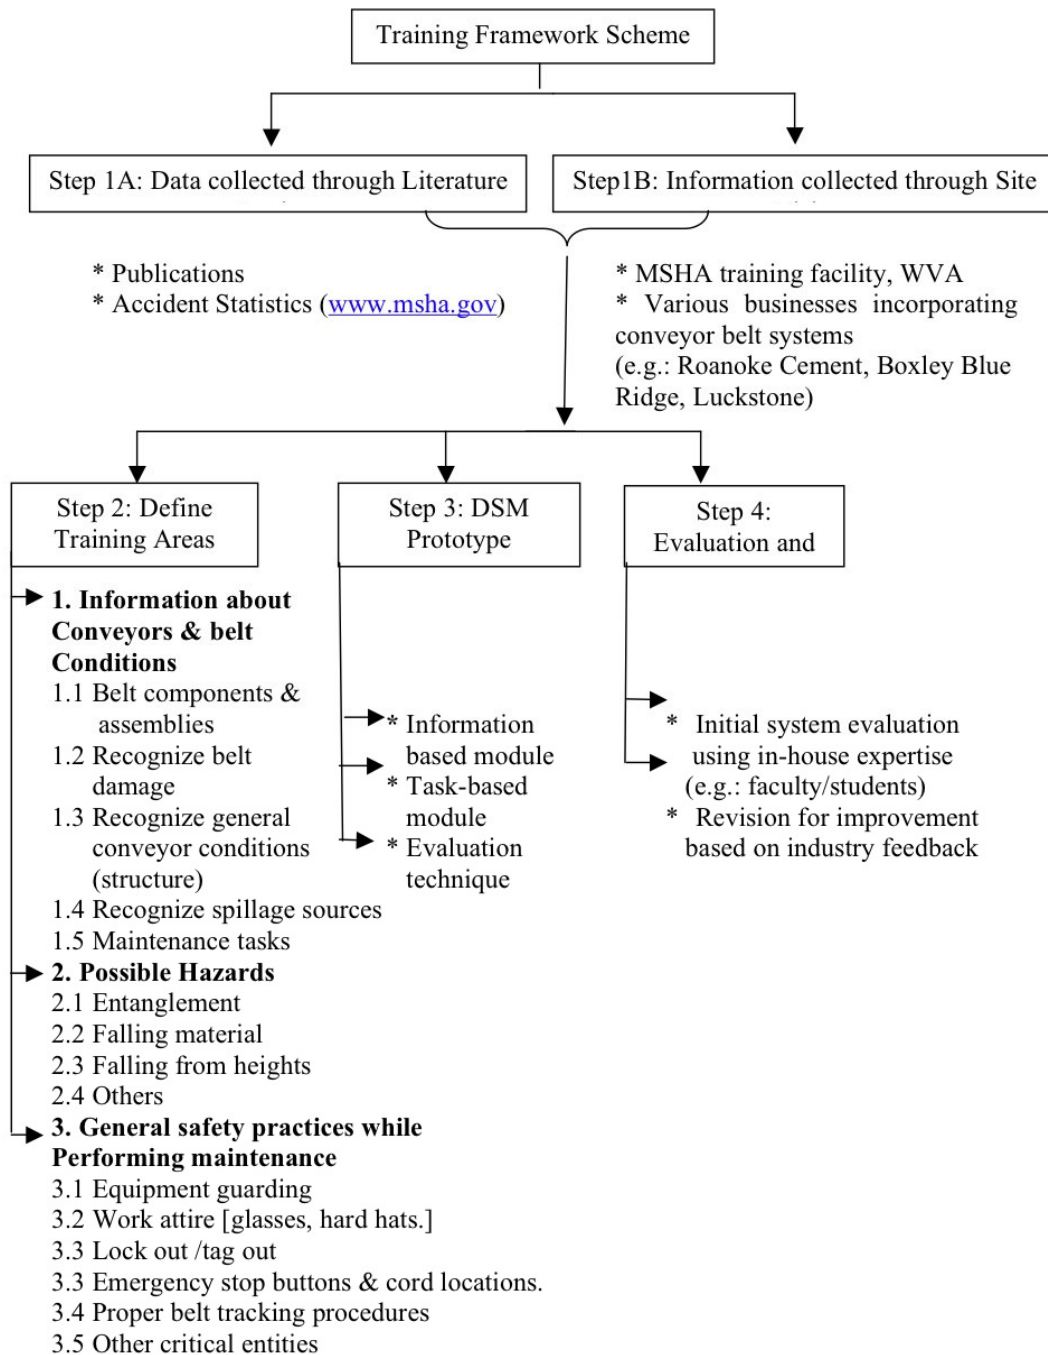 Training Framework Scheme
Step 1A: Data collected through Literature
Step1B: Information collected through Site
* Publications
* Accident Statistics (www.msha.gov)
* MSHA training facility, WVA
* Various businesses incorporating
conveyor belt systems
(e.g.: Roanoke Cement, Boxley Blue
Ridge, Luckstone)
Step 2: Define
Training Areas
Step 3: DSM
Prototype
Step 4:
Evaluation and
1. Information about
Conveyors & belt
Conditions
1.1 Belt components &
assemblies
1.2 Recognize belt
damage
1.3 Recognize general
conveyor conditions
(structure)
1.4 Recognize spillage sources
1.5 Maintenance tasks
2. Possible Hazards
2.1 Entanglement
2.2 Falling material
2.3 Falling from heights
2.4 Others
3. General safety practices while
Performing maintenance
3.1 Equipment guarding
3.2 Work attire [glasses, hard hats.]
3.3 Lock out /tag out
3.3 Emergency stop buttons & cord locations.
3.4 Proper belt tracking procedures
3.5 Other critical entities
* Information
based module
* Task-based
module
* Evaluation
technique
* Initial system evaluation
using in-house expertise
(e.g.: faculty/students)
* Revision for improvement
based on industry feedback